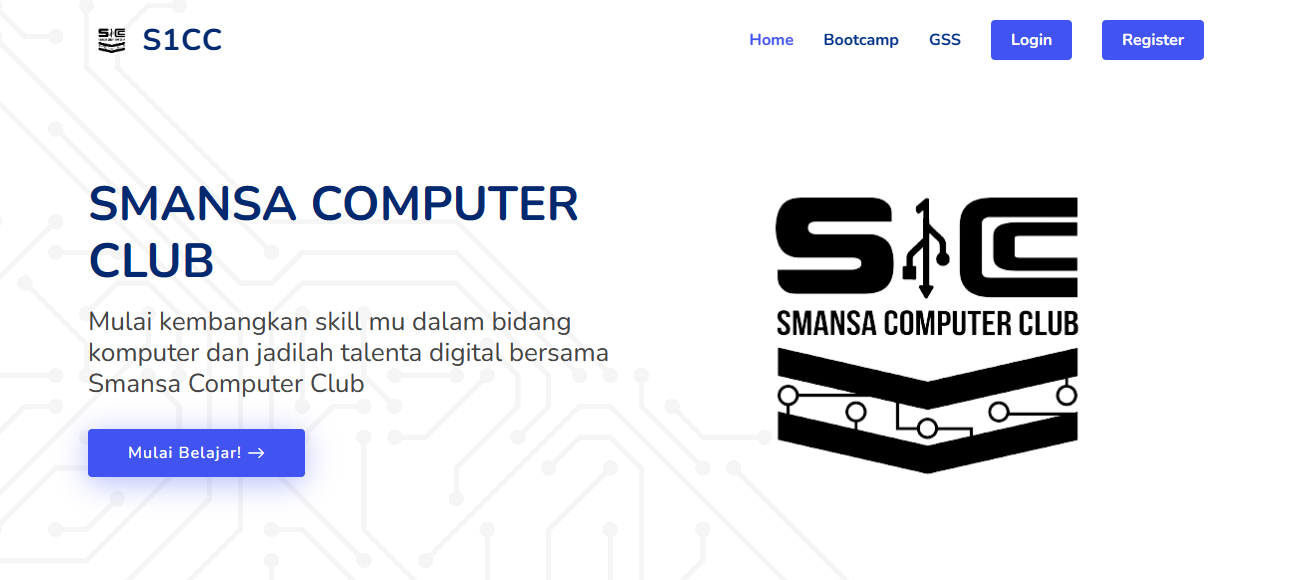 S1CC
Home
Bootcamp
GSS
Login
Register
SMANSA COMPUTER
CLUB
Mulai kembangkan skill mu dalam bidang
komputer dan jadilah talenta digital bersama
Smansa Computer Club
Mulai Belajar! →
S CC
SMANSA COMPUTER CLUB